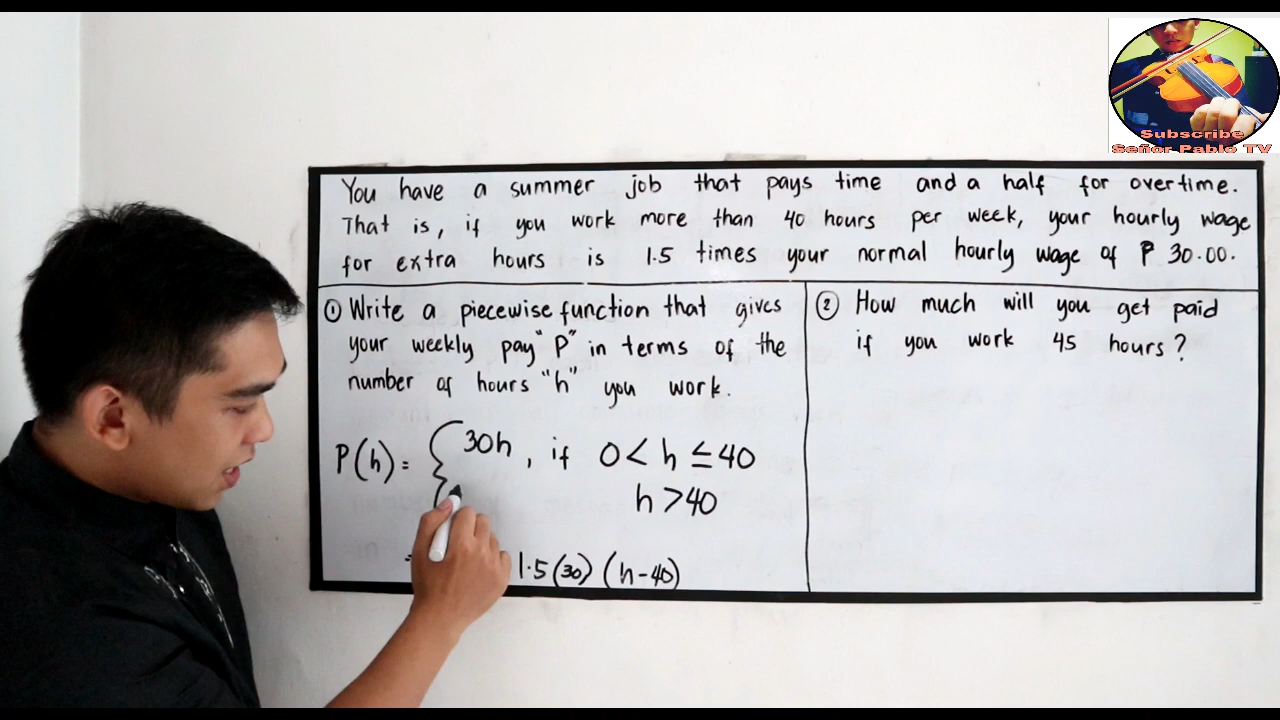 Subscribe
Señor Pablo TV
You have a summer job that pays time and a half for overtime.
That is, if you work more than 40 hours per week, your hourly wage
for extra hours is 1.5 times your normal hourly wage of ₱ 30.00.
① Write a piecewise function that gives
your weekly pay "P" in terms of the
number of hours "h" you work.
P(h) = { 30h , if 0 < h ≤ 40
h > 40
= 1.5 (30) (h - 40)
② How much will you get paid
if you work 45 hours?